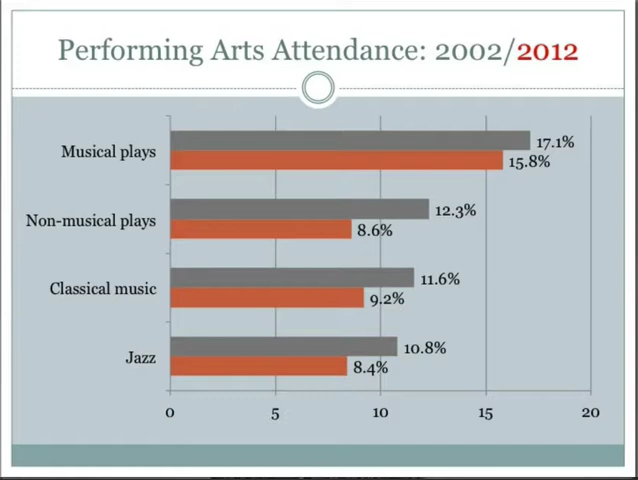 Performing Arts Attendance: 2002/2012
Musical plays
17.1%
15.8%
Non-musical plays
12.3%
8.6%
Classical music
11.6%
9.2%
Jazz
10.8%
8.4%
0 5 10 15 20